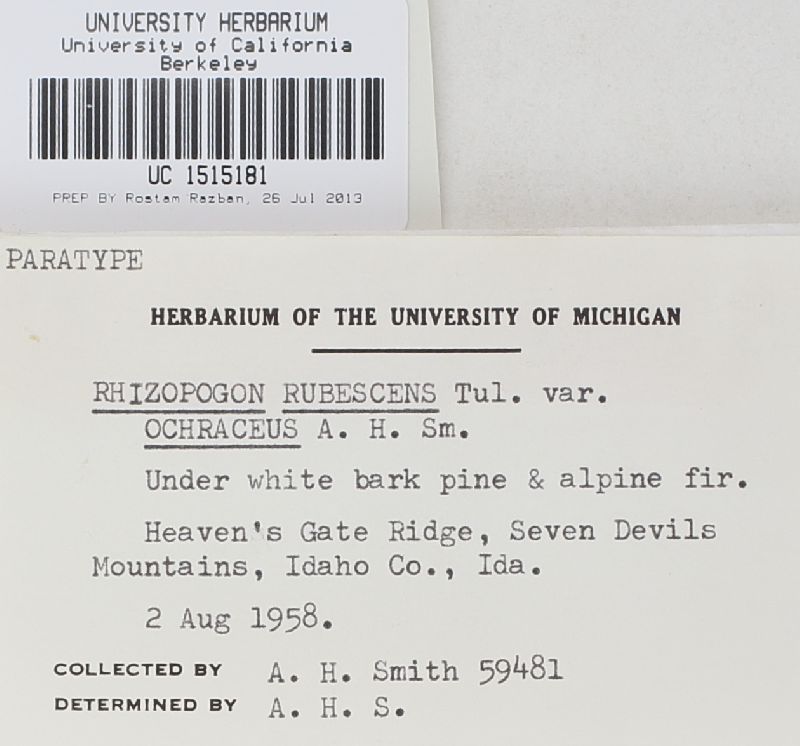 UNIVERSITY HERBARIUM
University of California
Berkeley
UC 1515181
PREP BY Rostam Razban, 26 Jul 2013
PARATYPE
HERBARIUM OF THE UNIVERSITY OF MICHIGAN
RHIZOPOGON RUBESCENS Tul. var.
OCHRACEUS A. H. Sm.
Under white bark pine & alpine fir.
Heaven's Gate Ridge, Seven Devils
Mountains, Idaho Co., Ida.
2 Aug 1958.
COLLECTED BY A. H. Smith 59481
DETERMINED BY A. H. S.